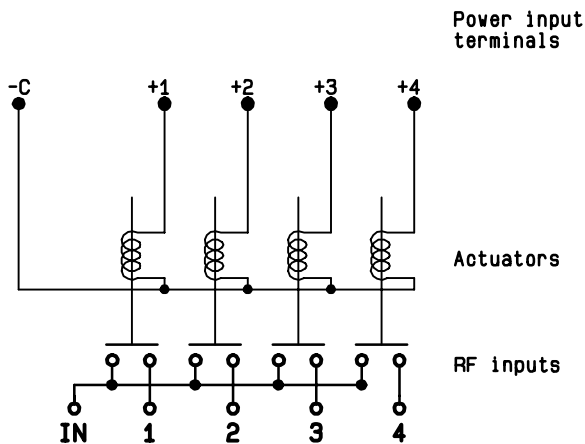 Power input
terminals
-C +1 +2 +3 +4
Actuators
RF inputs
IN 1 2 3 4